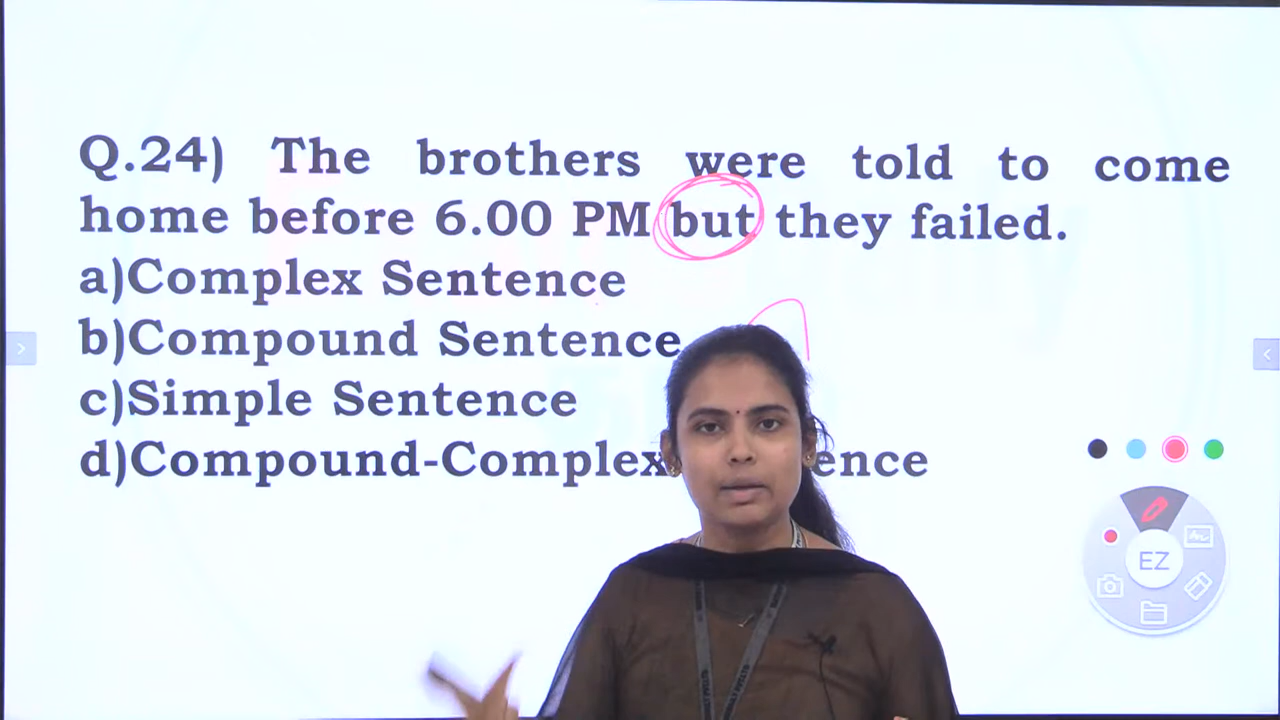 Q.24) The brothers were told to come
home before 6.00 PM but they failed.
a)Complex Sentence
b)Compound Sentence
c)Simple Sentence
d)Compound-Complex ence
EZ